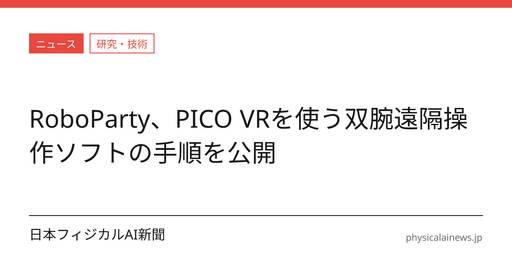 ニュース 研究・技術
RoboParty、PICO VRを使う双腕遠隔操
作ソフトの手順を公開
日本フィジカルAI新聞
physicalainews.jp